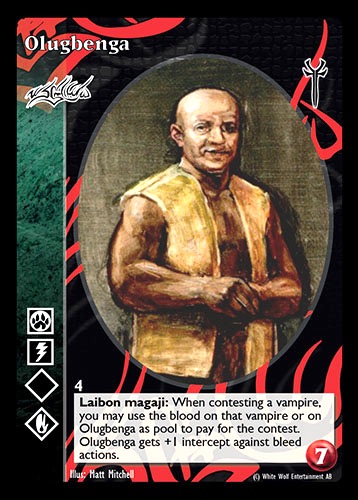 Olugbenga
4
Laibon magaji: When contesting a vampire,
you may use the blood on that vampire or on
Olugbenga as pool to pay for the contest.
Olugbenga gets +1 intercept against bleed
actions.
7
Illus: Matt Mitchell
(C) White Wolf Entertainment AB